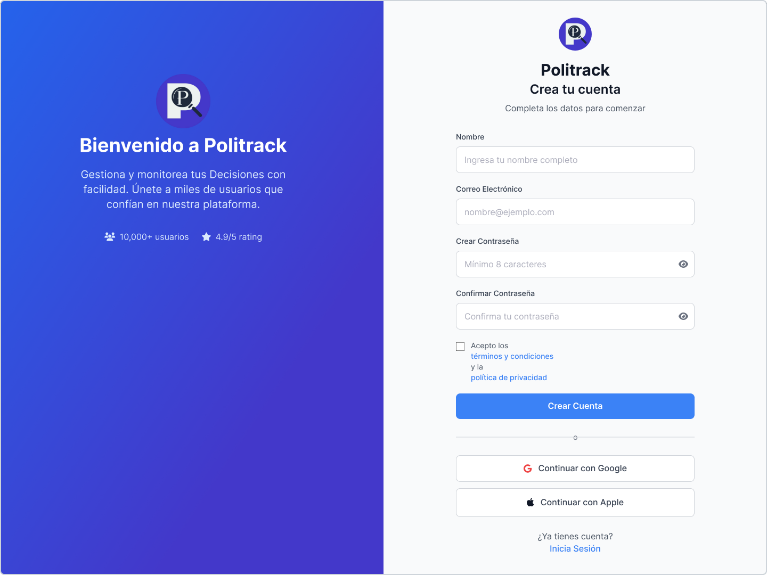 P
Bienvenido a Politrack
Gestiona y monitorea tus Decisiones con
facilidad. Únete a miles de usuarios que
confían en nuestra plataforma.
10,000+ usuarios
4.9/5 rating
P
Politrack
Crea tu cuenta
Completa los datos para comenzar
Nombre
Ingresa tu nombre completo
Correo Electrónico
nombre@ejemplo.com
Crear Contraseña
Mínimo 8 caracteres
Confirmar Contraseña
Confirma tu contraseña
Acepto los
términos y condiciones
y la
política de privacidad
Crear Cuenta
o
Continuar con Google
Continuar con Apple
¿Ya tienes cuenta?
Inicia Sesión